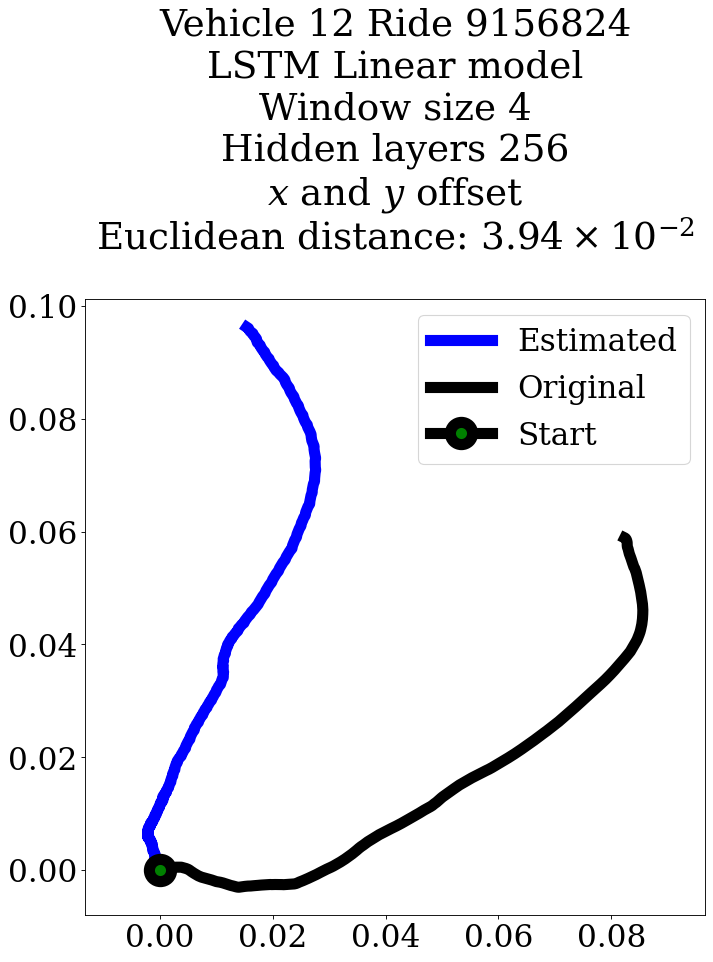 Vehicle 12 Ride 9156824
LSTM Linear model
Window size 4
Hidden layers 256
x and y offset
Euclidean distance: 3.94 × 10⁻²
Estimated
Original
Start
0.10
0.08
0.06
0.04
0.02
0.00
0.00 0.02 0.04 0.06 0.08